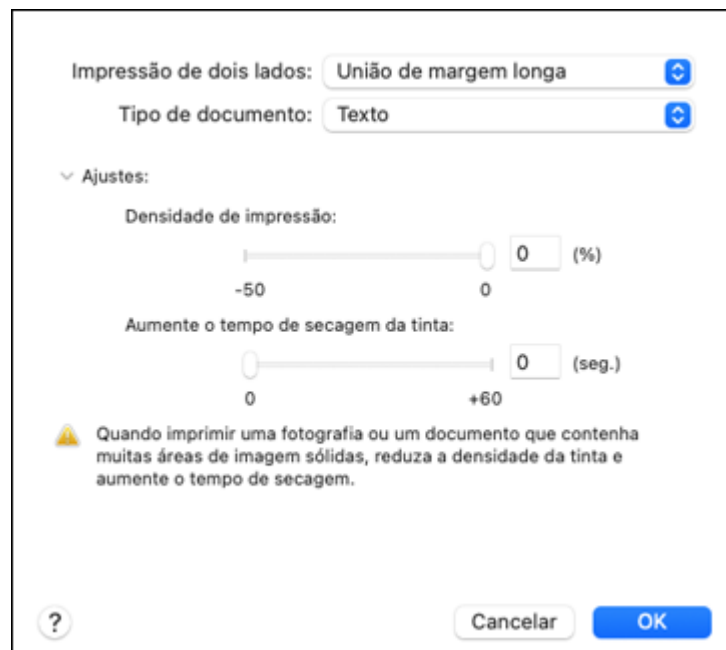 Impressão de dois lados: União de margem longa
Tipo de documento: Texto
Ajustes:
Densidade de impressão:
0 (%)
-50 0
Aumente o tempo de secagem da tinta:
0 (seg.)
0 +60
Quando imprimir uma fotografia ou um documento que contenha
muitas áreas de imagem sólidas, reduza a densidade da tinta e
aumente o tempo de secagem.
? Cancelar OK